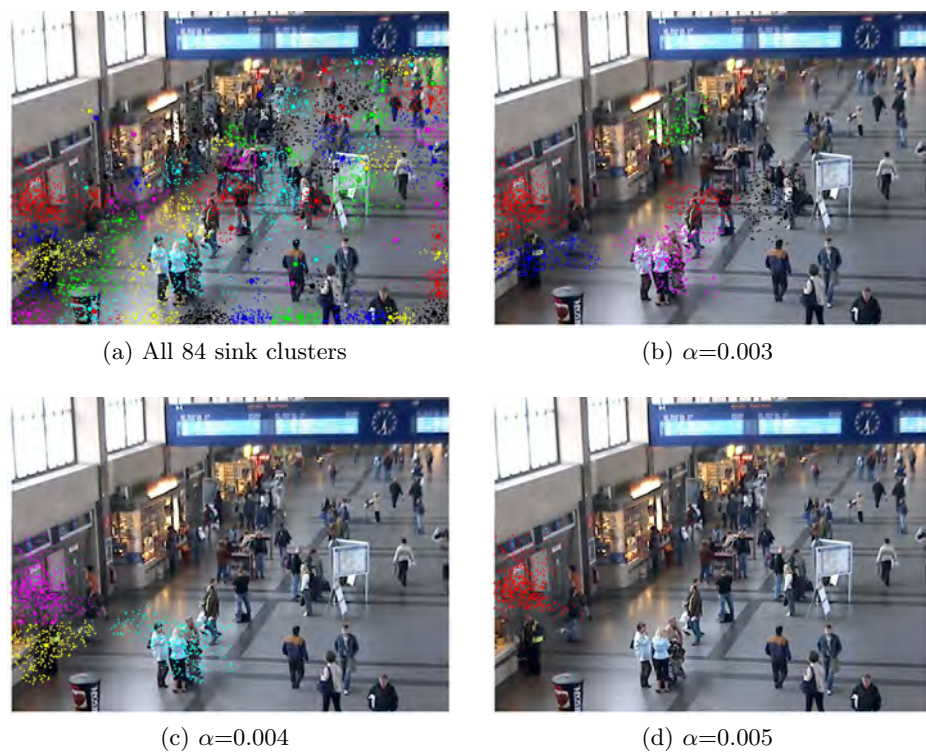 (a) All 84 sink clusters
(b) α=0.003
(c) α=0.004
(d) α=0.005